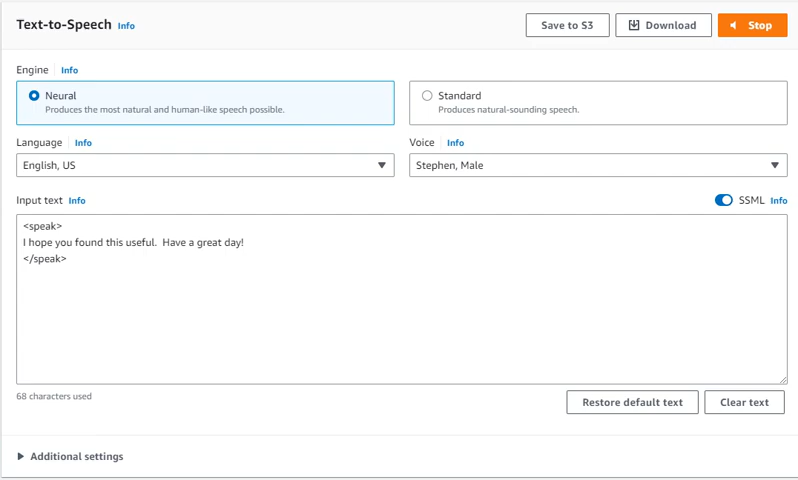 Text-to-Speech Info Save to S3 Download Stop
Engine Info
Neural
Produces the most natural and human-like speech possible.
Standard
Produces natural-sounding speech.
Language Info
English, US
Voice Info
Stephen, Male
Input text Info SSML Info
<speak>
I hope you found this useful.  Have a great day!
</speak>
68 characters used
Restore default text Clear text
Additional settings